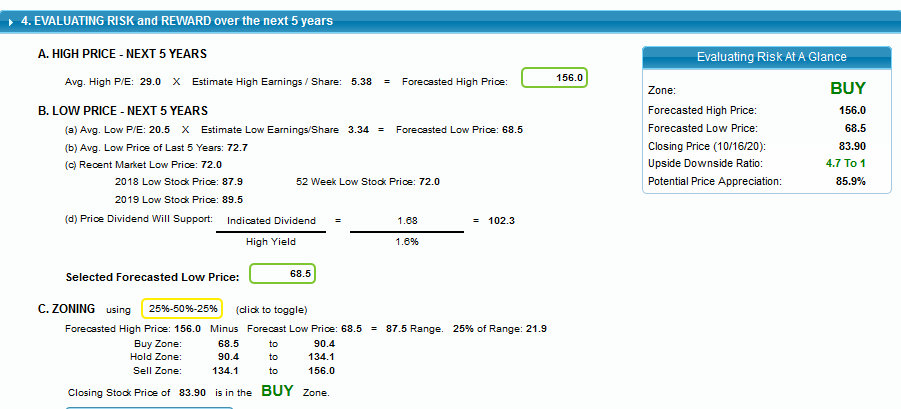 4. EVALUATING RISK and REWARD over the next 5 years
A. HIGH PRICE - NEXT 5 YEARS
Avg. High P/E: 29.0 X Estimate High Earnings / Share: 5.38 = Forecasted High Price: 156.0
B. LOW PRICE - NEXT 5 YEARS
(a) Avg. Low P/E: 20.5 X Estimate Low Earnings/Share 3.34 = Forecasted Low Price: 68.5
(b) Avg. Low Price of Last 5 Years: 72.7
(c) Recent Market Low Price: 72.0
2018 Low Stock Price: 87.9 52 Week Low Stock Price: 72.0
2019 Low Stock Price: 89.5
(d) Price Dividend Will Support: Indicated Dividend = 1.68 = 102.3
High Yield 1.6%
Selected Forecasted Low Price: 68.5
C. ZONING using 25%-50%-25% (click to toggle)
Forecasted High Price: 156.0 Minus Forecast Low Price: 68.5 = 87.5 Range. 25% of Range: 21.9
Buy Zone: 68.5 to 90.4
Hold Zone: 90.4 to 134.1
Sell Zone: 134.1 to 156.0
Closing Stock Price of 83.90 is in the BUY Zone.
Evaluating Risk At A Glance
Zone: BUY
Forecasted High Price: 156.0
Forecasted Low Price: 68.5
Closing Price (10/16/20): 83.90
Upside Downside Ratio: 4.7 To 1
Potential Price Appreciation: 85.9%